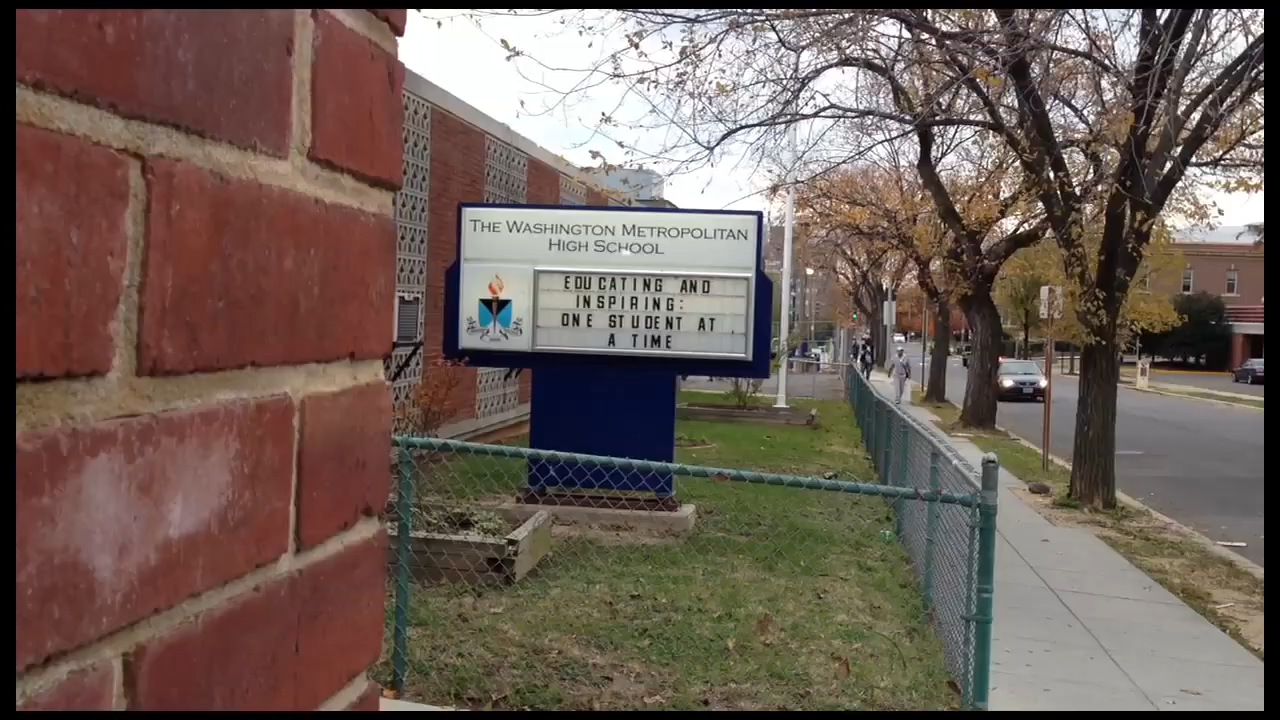 THE WASHINGTON METROPOLITAN
HIGH SCHOOL
EDUCATING AND
INSPIRING:
ONE STUDENT AT
A TIME